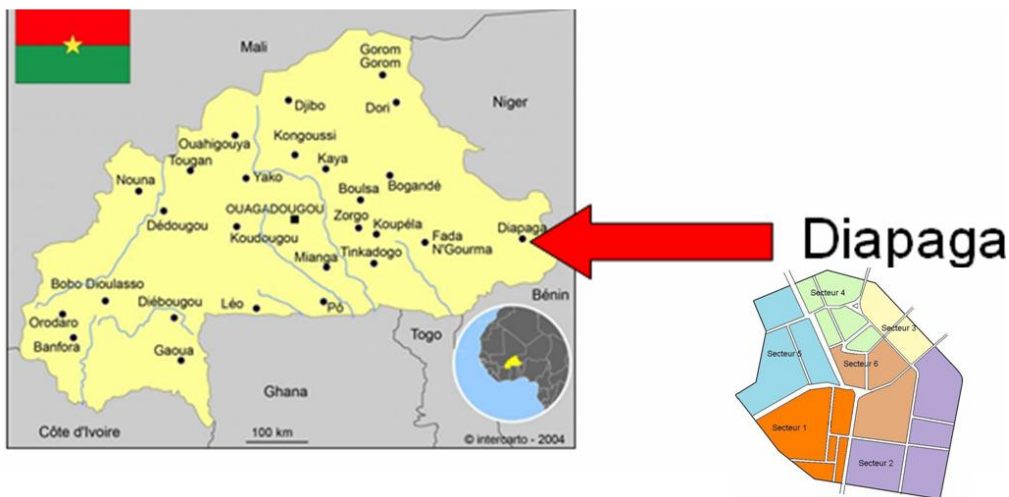 Mali
Niger
Gorom
Gorom
Djibo
Dori
Ouahigouya
Kongoussi
Tougan
Kaya
Nouna
Yako
Boulsa
Bogandé
OUAGADOUGOU
Zorgo
Koupéla
Dédougou
Koudougou
Fada
N'Gourma
Diapaga
Tinkadogo
Mianga
Bobo Dioulasso
Diébougou
Léo
Pô
Bénin
Orodaro
Banfora
Gaoua
Togo
Ghana
Côte d'Ivoire
100 km
© intercarto - 2004
Diapaga
Secteur 4
Secteur 3
Secteur 5
Secteur 6
Secteur 1
Secteur 2